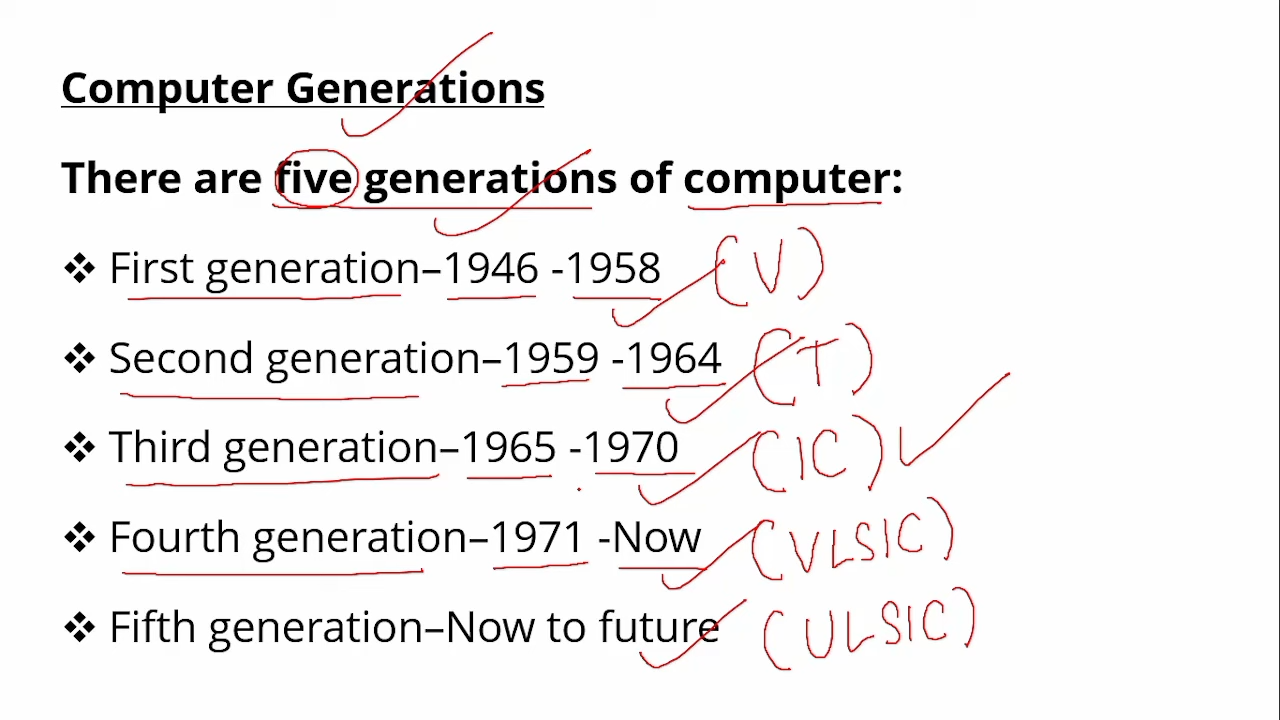 Computer Generations
There are five generations of computer:
❖ First generation–1946 -1958 (V)
❖ Second generation–1959 -1964 (T)
❖ Third generation–1965 -1970 (IC)
❖ Fourth generation–1971 -Now (VLSIC)
❖ Fifth generation–Now to future (ULSIC)